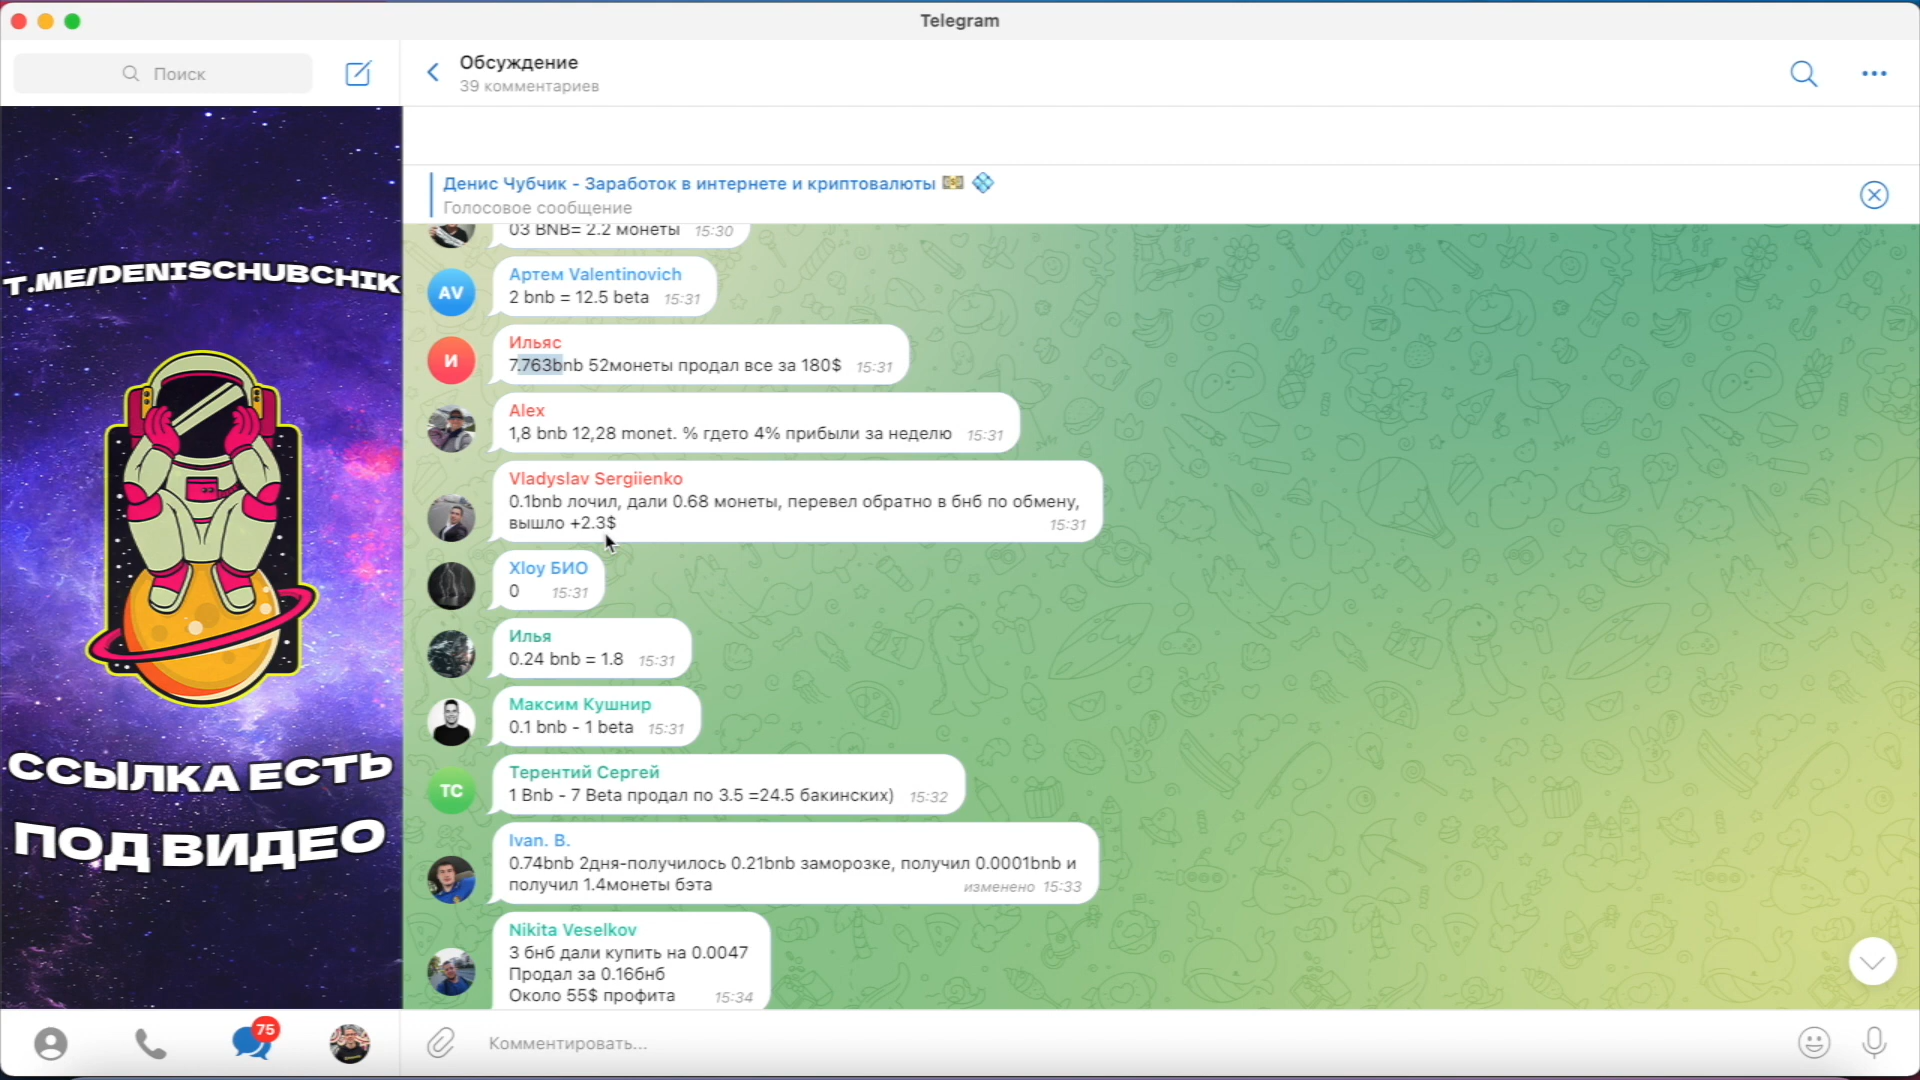 Telegram
Поиск
Обсуждение
39 комментариев
Денис Чубчик - Заработок в интернете и криптовалюты
Голосовое сообщение
T.ME/DENISCHUBCHIK
ССЫЛКА ЕСТЬ
ПОД ВИДЕО
03 BNB= 2.2 монеты 15:30
AV
Артем Valentinovich
2 bnb = 12.5 beta 15:31
И
Ильяс
7.763bnb 52монеты продал все за 180$ 15:31
Alex
1,8 bnb 12,28 monet. % гдето 4% прибыли за неделю 15:31
Vladyslav Sergiienko
0.1bnb лочил, дали 0.68 монеты, перевел обратно в бнб по обмену,
вышло +2.3$ 15:31
Xloy БИО
0 15:31
Илья
0.24 bnb = 1.8 15:31
Максим Кушнир
0.1 bnb - 1 beta 15:31
ТС
Терентий Сергей
1 Bnb - 7 Beta продал по 3.5 =24.5 бакинских) 15:32
Ivan. B.
0.74bnb 2дня-получилось 0.21bnb заморозке, получил 0.0001bnb и
получил 1.4монеты бэта изменено 15:33
Nikita Veselkov
3 бнб дали купить на 0.0047
Продал за 0.16бнб
Около 55$ профита 15:34
75
Комментировать...